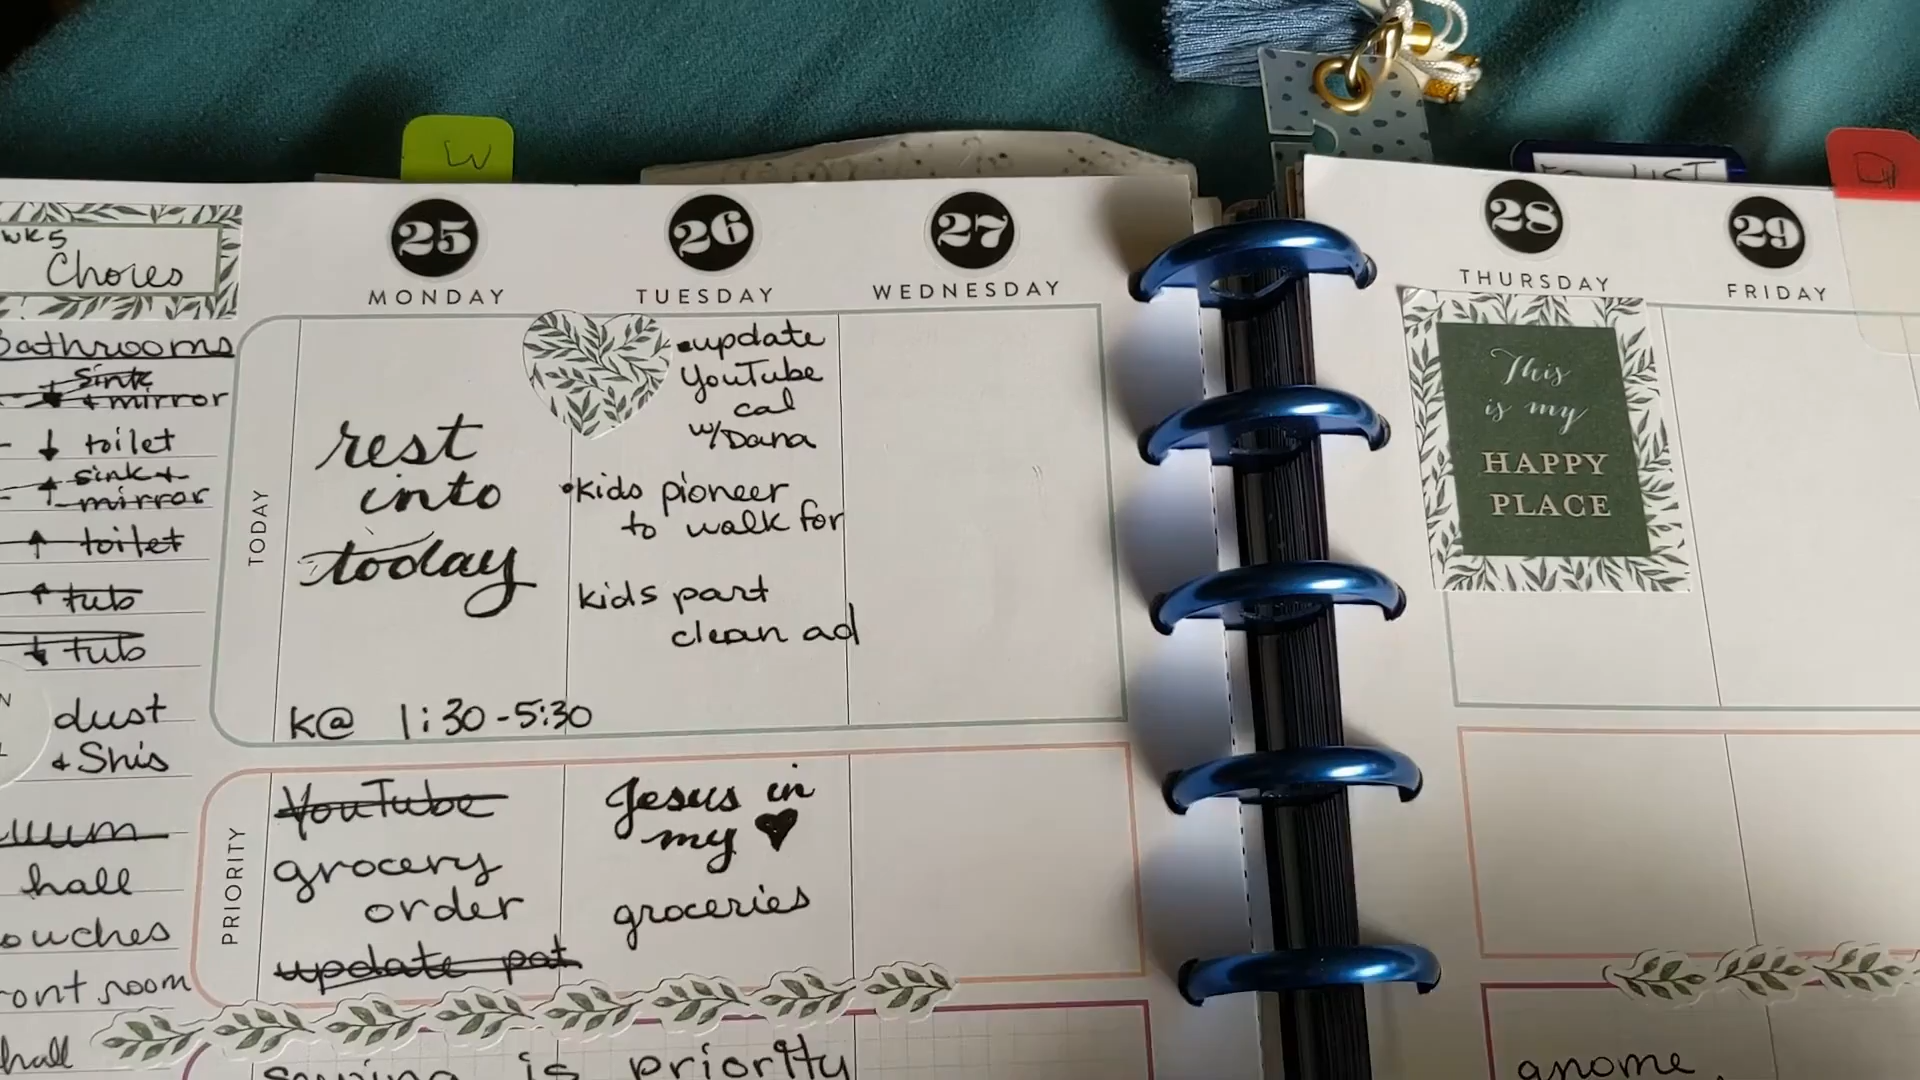 W
TO LIST
wk5
Chores
Bathrooms
↓ sink
+ mirror
↓ toilet
↑ sink +
mirror
↑ toilet
↑ tub
↓ tub
dust
+ Shis
hall
ouches
ront room
hall
25
MONDAY
26
TUESDAY
27
WEDNESDAY
28
THURSDAY
29
FRIDAY
TODAY
rest
into
today
K@ 1:30-5:30
•update
YouTube
cal
w/Dana
•kids pioneer
to walk for
kids part
clean ad
This
is my
HAPPY
PLACE
PRIORITY
YouTube
grocery
order
update pat
Jesus in
my ♥
groceries
is priority
gnome